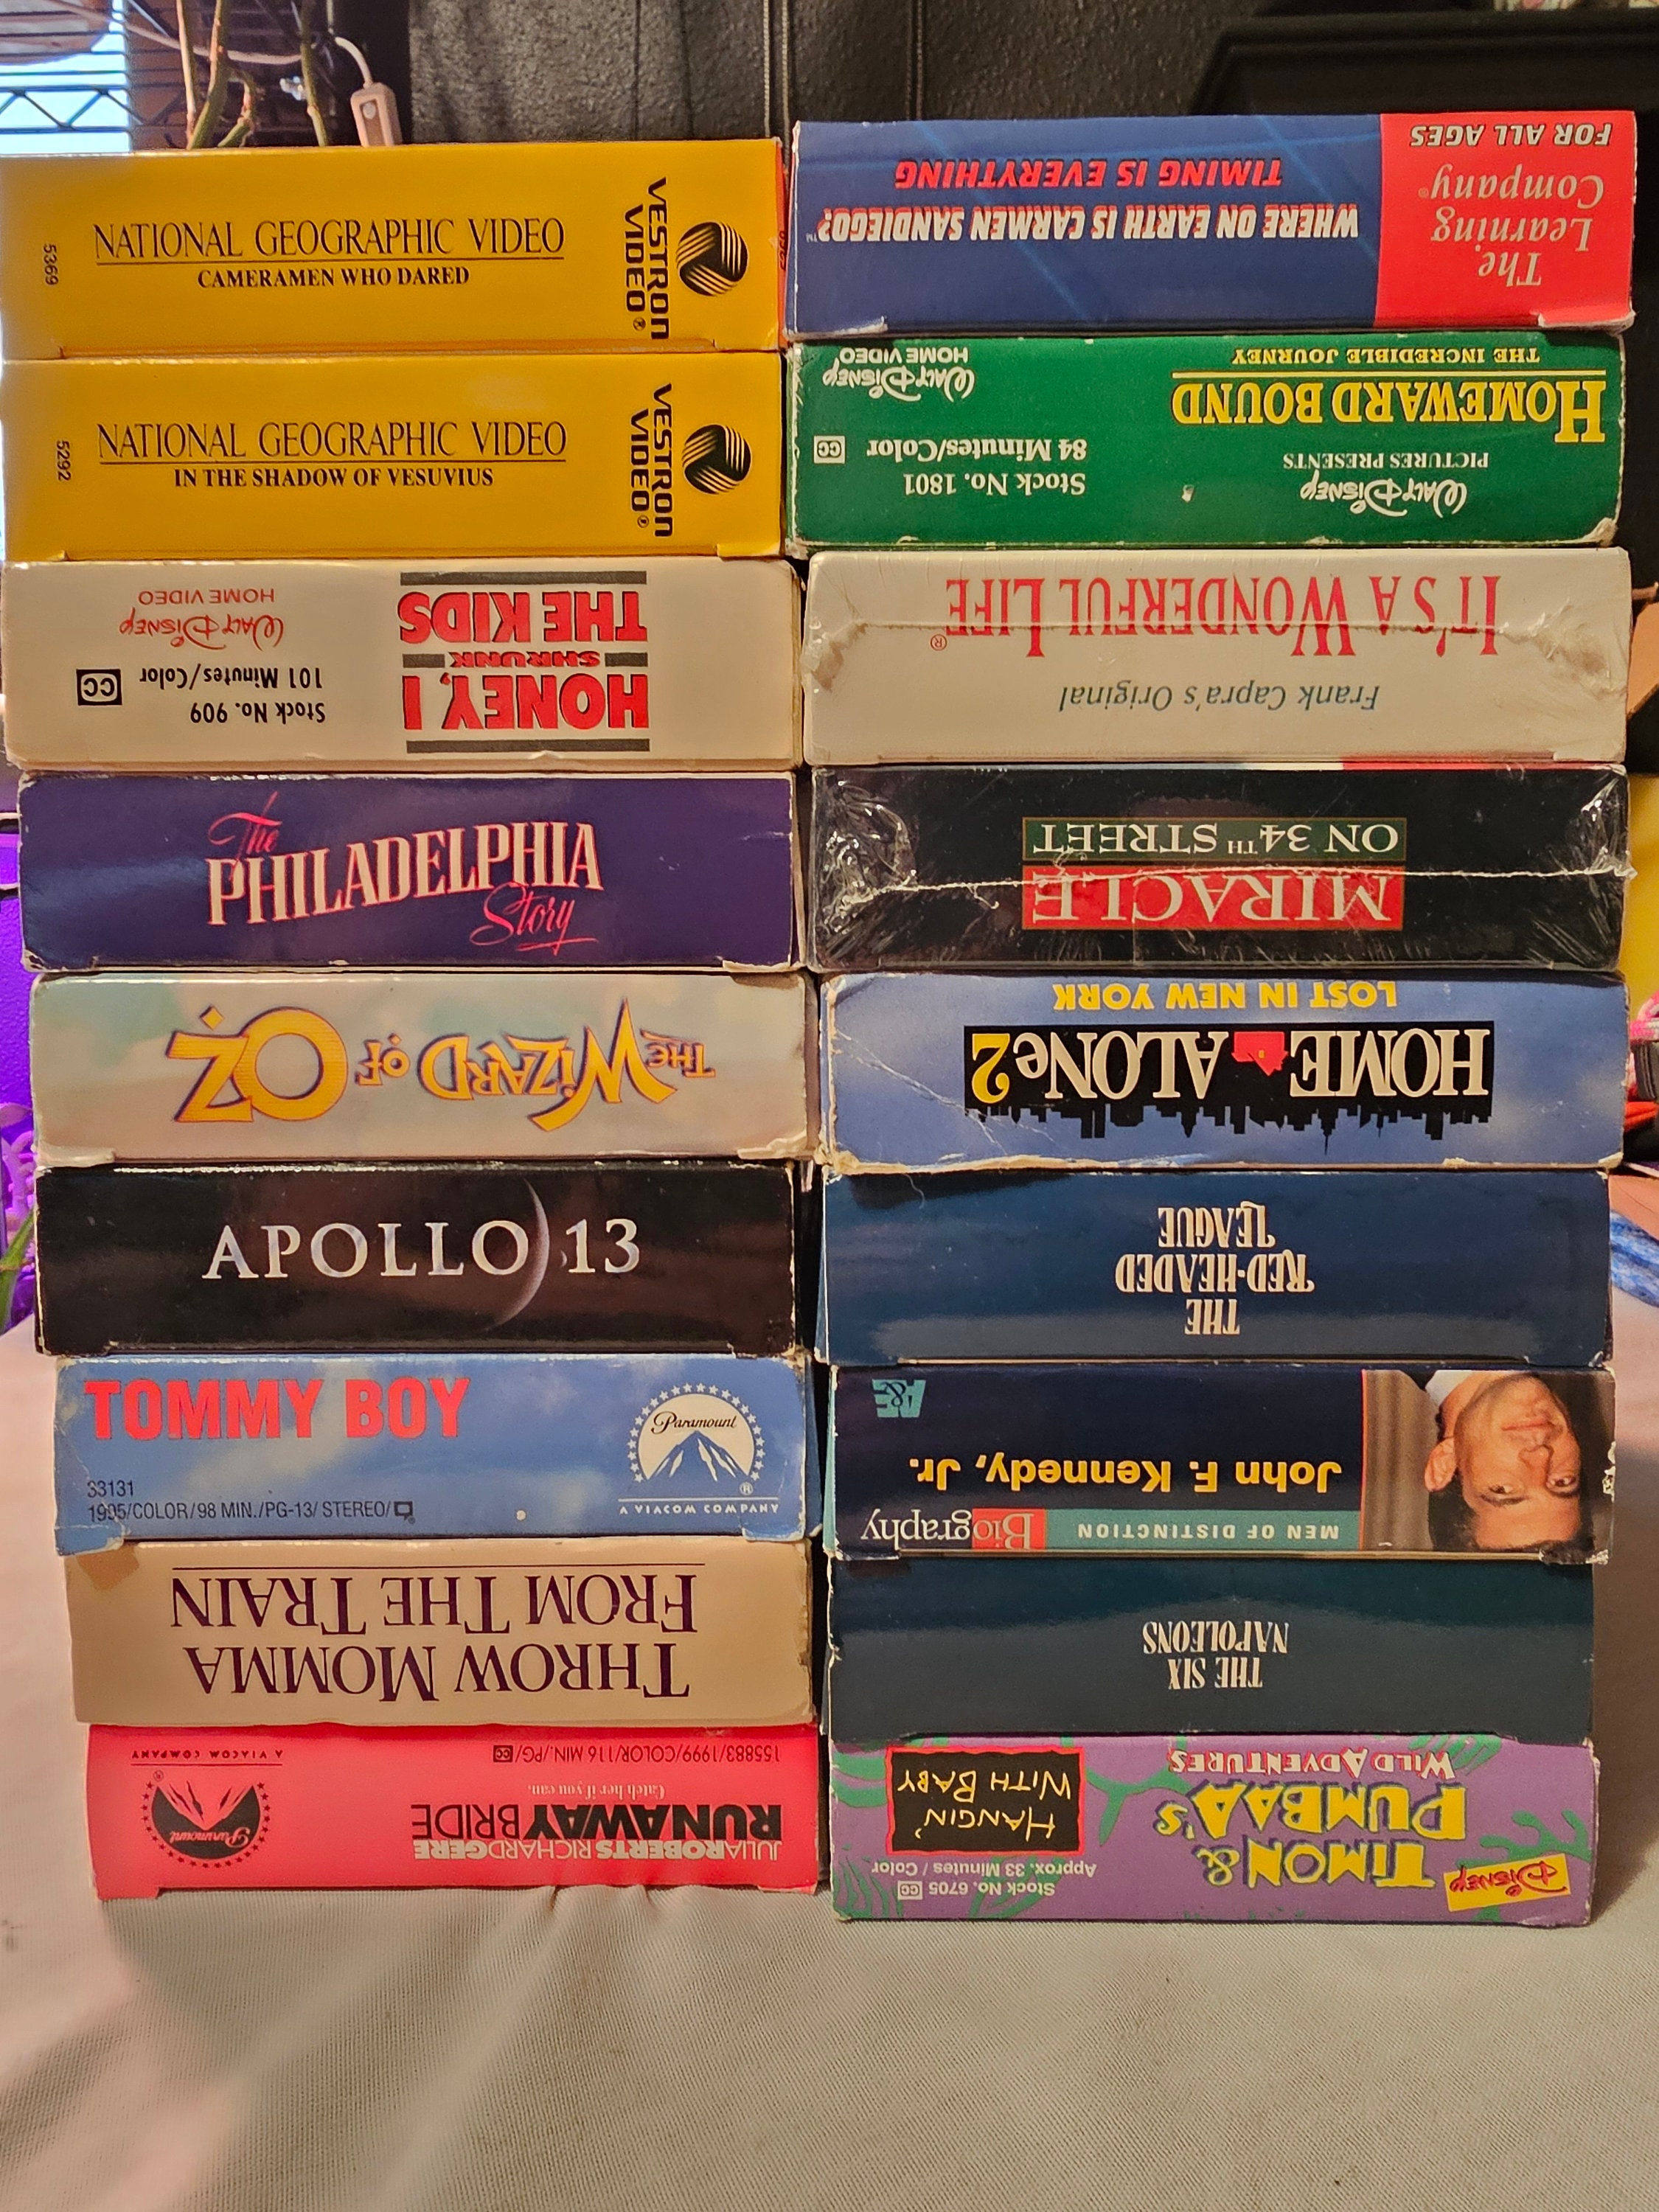 NATIONAL GEOGRAPHIC VIDEO
CAMERAMEN WHO DARED
5369
VESTRON
VIDEO®
NATIONAL GEOGRAPHIC VIDEO
IN THE SHADOW OF VESUVIUS
5292
VESTRON
VIDEO®
HONEY, I
SHRUNK
THE KIDS
Stock No. 909
101 Minutes/Color CC
WALT DISNEY
HOME VIDEO
The
PHILADELPHIA
Story
THE WIZARD OF OZ
APOLLO 13
TOMMY BOY
33131
1995/COLOR/98 MIN./PG-13/ STEREO/
Paramount
®
A VIACOM COMPANY
THROW MOMMA
FROM THE TRAIN
JULIAROBERTS RICHARDGERE
RUNAWAYBRIDE
Catch her if you can.
155883/1999/COLOR/116 MIN./PG/CC
Paramount
®
A VIACOM COMPANY
The
Learning
Company®
FOR ALL AGES
WHERE ON EARTH IS CARMEN SANDIEGO?™
TIMING IS EVERYTHING
WALT DISNEY
PICTURES PRESENTS
HOMEWARD BOUND
THE INCREDIBLE JOURNEY
Stock No. 1801
84 Minutes/Color CC
WALT DISNEY
HOME VIDEO
Frank Capra's Original
IT'S A WONDERFUL LIFE®
MIRACLE
ON 34TH STREET
HOME ALONe 2
LOST IN NEW YORK
THE
RED-HEADED
LEAGUE
MEN OF DISTINCTION Biography
John F. Kennedy, Jr.
A&E
THE SIX
NAPOLEONS
DISNEY
TIMON &
PUMBAA's
WILD ADVENTURES
Stock No. 6705 CC
Approx. 33 Minutes / Color
HANGIN'
WITH BABY